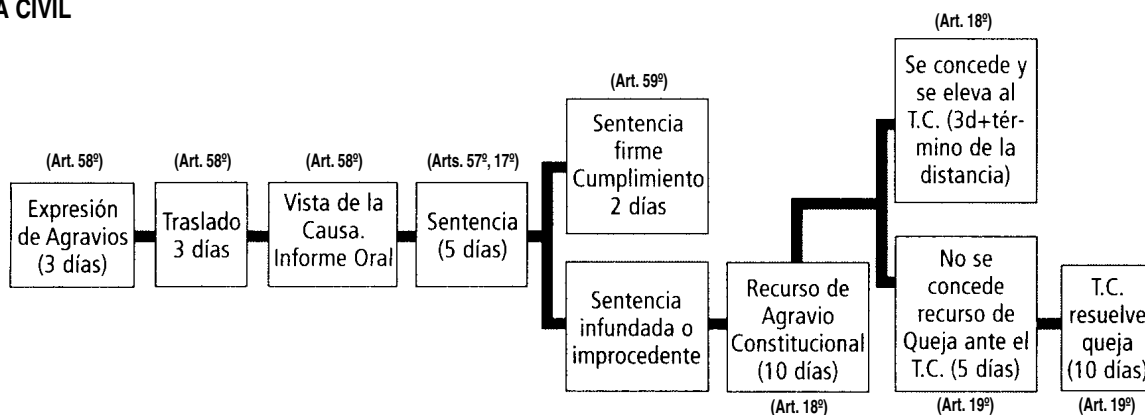 A CIVIL
(Art. 58º)
Expresión
de Agravios
(3 días)
(Art. 58º)
Traslado
3 días
(Art. 58º)
Vista de la
Causa.
Informe Oral
(Arts. 57º, 17º)
Sentencia
(5 días)
(Art. 59º)
Sentencia
firme
Cumplimiento
2 días
Sentencia
infundada o
improcedente
Recurso de
Agravio
Constitucional
(10 días)
(Art. 18º)
(Art. 18º)
Se concede y
se eleva al
T.C. (3d+tér-
mino de la
distancia)
No se
concede
recurso de
Queja ante el
T.C. (5 días)
(Art. 19º)
T.C.
resuelve
queja
(10 días)
(Art. 19º)